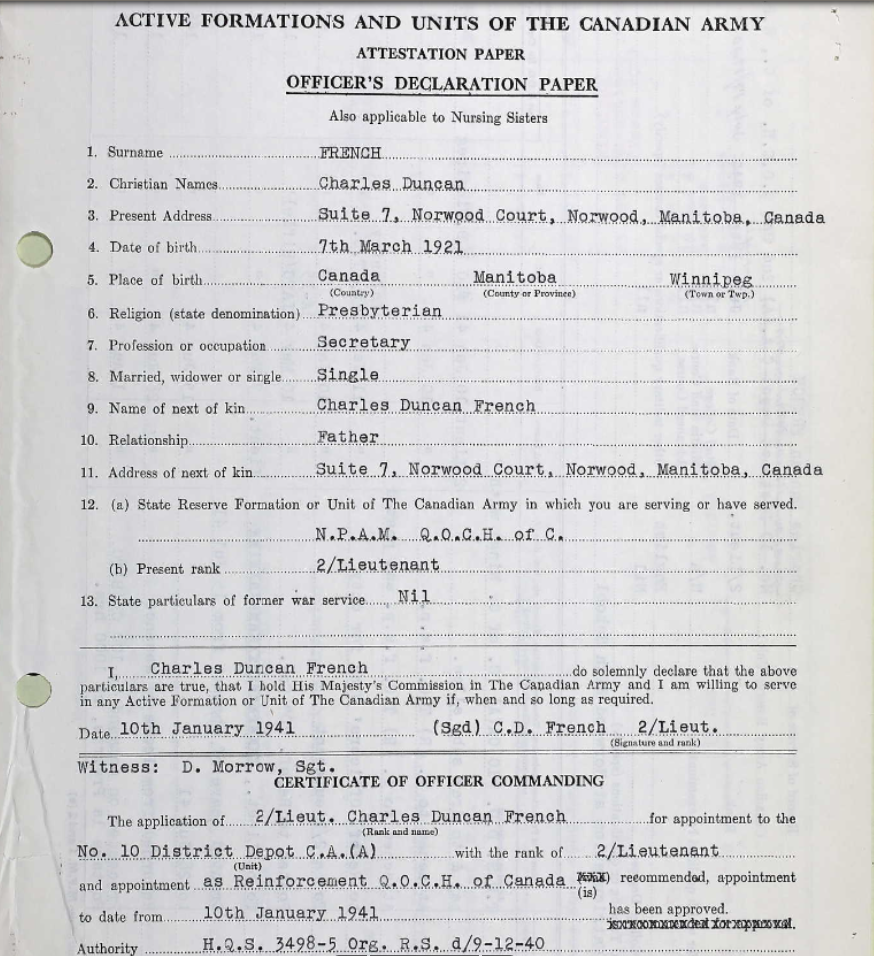 ACTIVE FORMATIONS AND UNITS OF THE CANADIAN ARMY
ATTESTATION PAPER
OFFICER'S DECLARATION PAPER
Also applicable to Nursing Sisters
1. Surname FRENCH
2. Christian Names Charles Duncan
3. Present Address Suite 7, Norwood Court, Norwood, Manitoba, Canada
4. Date of birth 7th March 1921
5. Place of birth Canada Manitoba Winnipeg
(Country) (County or Province) (Town or Twp.)
6. Religion (state denomination) Presbyterian
7. Profession or occupation Secretary
8. Married, widower or single Single
9. Name of next of kin Charles Duncan French
10. Relationship Father
11. Address of next of kin Suite 7, Norwood Court, Norwood, Manitoba, Canada
12. (a) State Reserve Formation or Unit of The Canadian Army in which you are serving or have served.
N.P.A.M. Q.O.C.H. of C.
(b) Present rank 2/Lieutenant
13. State particulars of former war service Nil
I, Charles Duncan French do solemnly declare that the above
particulars are true, that I hold His Majesty's Commission in The Canadian Army and I am willing to serve
in any Active Formation or Unit of The Canadian Army if, when and so long as required.
Date 10th January 1941 (Sgd) C.D. French 2/Lieut.
(Signature and rank)
Witness: D. Morrow, Sgt.
CERTIFICATE OF OFFICER COMMANDING
The application of 2/Lieut. Charles Duncan French for appointment to the
(Rank and name)
No. 10 District Depot C.A.(A) with the rank of 2/Lieutenant
(Unit)
and appointment as Reinforcement Q.O.C.H. of Canada recommended, appointment
(is)
to date from 10th January 1941 has been approved.
is recommended for approval.
Authority H.Q.S. 3498-5 Org. R.S. d/9-12-40